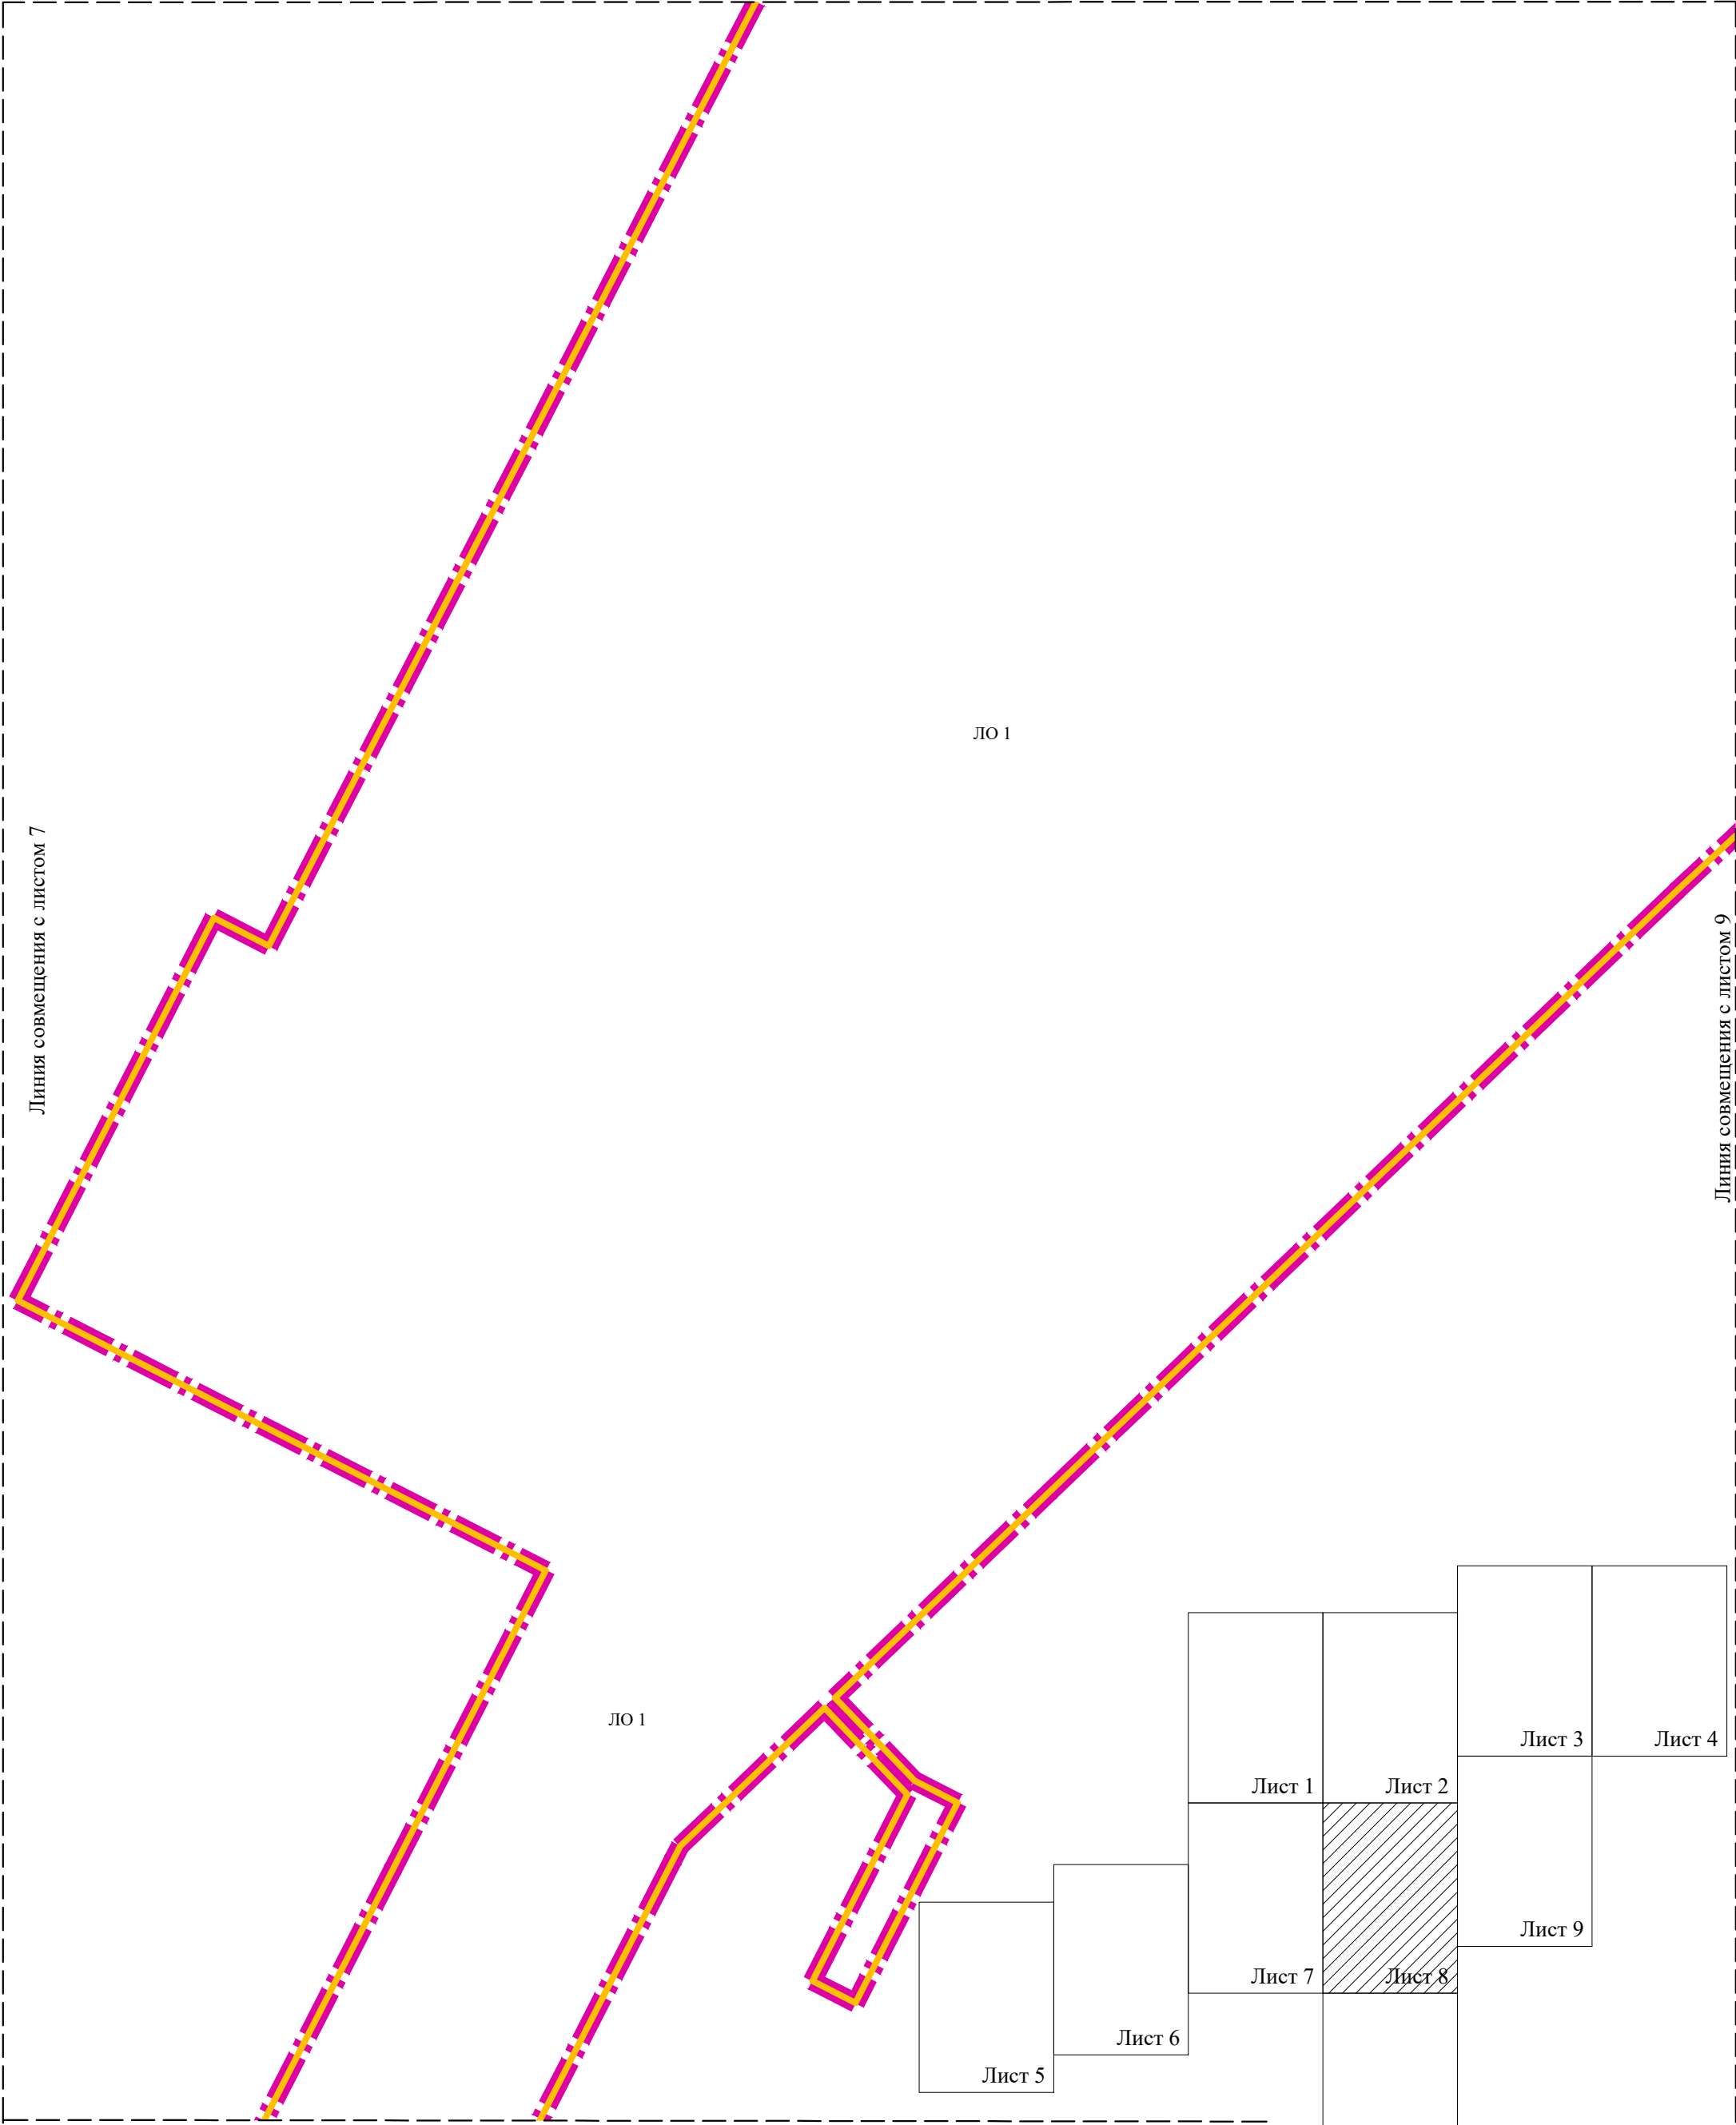 ЛО 1
Линия совмещения с листом 7
Линия совмещения с листом 9
ЛО 1
Лист 3
Лист 4
Лист 1
Лист 2
Лист 9
Лист 7
Лист 8
Лист 6
Лист 5